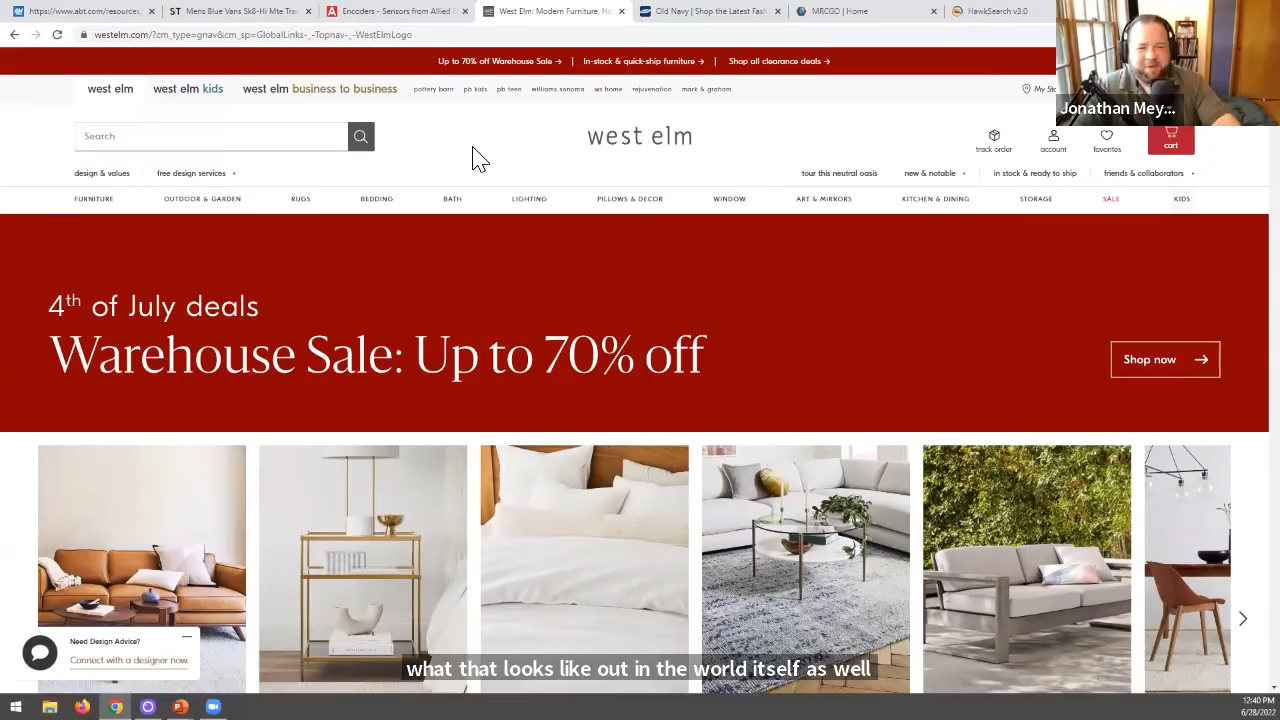 https://www.abt.com/resources,
Mens Blue Vans Sk8-Hi Mte Tra
Encoders - Sensors from Allied E
West Elm: Modern Furniture, Ho
Old Navy | Shop the Latest Fash
MRCGO | Home
HawkSearch v3.0
westelm.com/?cm_type=gnav&cm_sp=GlobalLinks-_-Topnav-_-WestElmLogo
Up to 70% off Warehouse Sale → | In-stock & quick-ship furniture → | Shop all clearance deals →
west elm west elm kids west elm business to business pottery barn pb kids pb teen williams sonoma ws home rejuvenation mark & graham
My Sto
Jonathan Mey...
Search
west elm
track order account favorites cart
design & values free design services
tour this neutral oasis new & notable in stock & ready to ship friends & collaborators
FURNITURE OUTDOOR & GARDEN RUGS BEDDING BATH LIGHTING PILLOWS & DECOR WINDOW ART & MIRRORS KITCHEN & DINING STORAGE SALE KIDS
4th of July deals
Warehouse Sale: Up to 70% off
Shop now →
Need Design Advice?
Connect with a designer now.
what that looks like out in the world itself as well
12:40 PM
6/28/2022